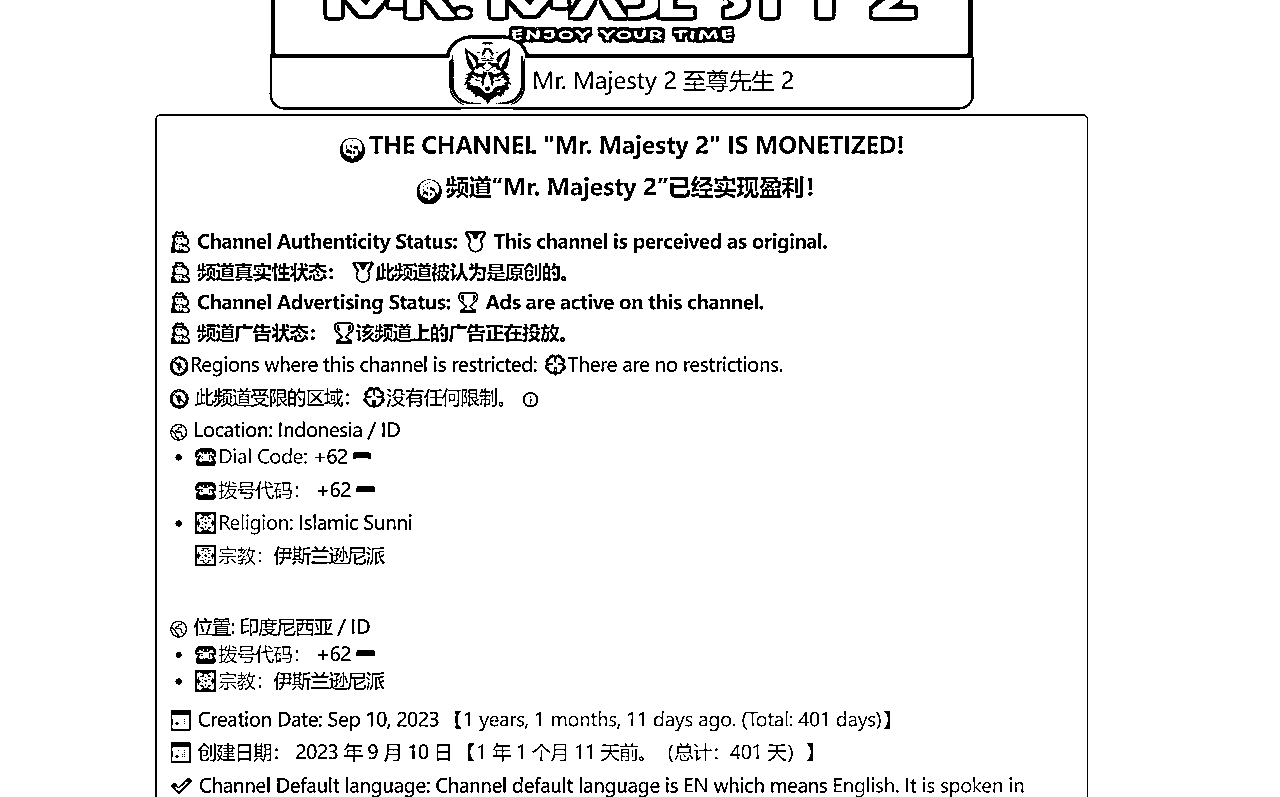 MR. MAJESTY 2
ENJOY YOUR TIME
Mr. Majesty 2 至尊先生 2
THE CHANNEL "Mr. Majesty 2" IS MONETIZED!
频道“Mr. Majesty 2”已经实现盈利！
Channel Authenticity Status: This channel is perceived as original.
频道真实性状态： 此频道被认为是原创的。
Channel Advertising Status: Ads are active on this channel.
频道广告状态： 该频道上的广告正在投放。
Regions where this channel is restricted: There are no restrictions.
此频道受限的区域： 没有任何限制。
Location: Indonesia / ID
• Dial Code: +62
拨号代码： +62
• Religion: Islamic Sunni
宗教：伊斯兰逊尼派
位置: 印度尼西亚 / ID
• 拨号代码： +62
• 宗教：伊斯兰逊尼派
Creation Date: Sep 10, 2023 【1 years, 1 months, 11 days ago. (Total: 401 days)】
创建日期： 2023 年 9 月 10 日 【1 年 1 个月 11 天前。（总计：401 天）】
Channel Default language: Channel default language is EN which means English. It is spoken in